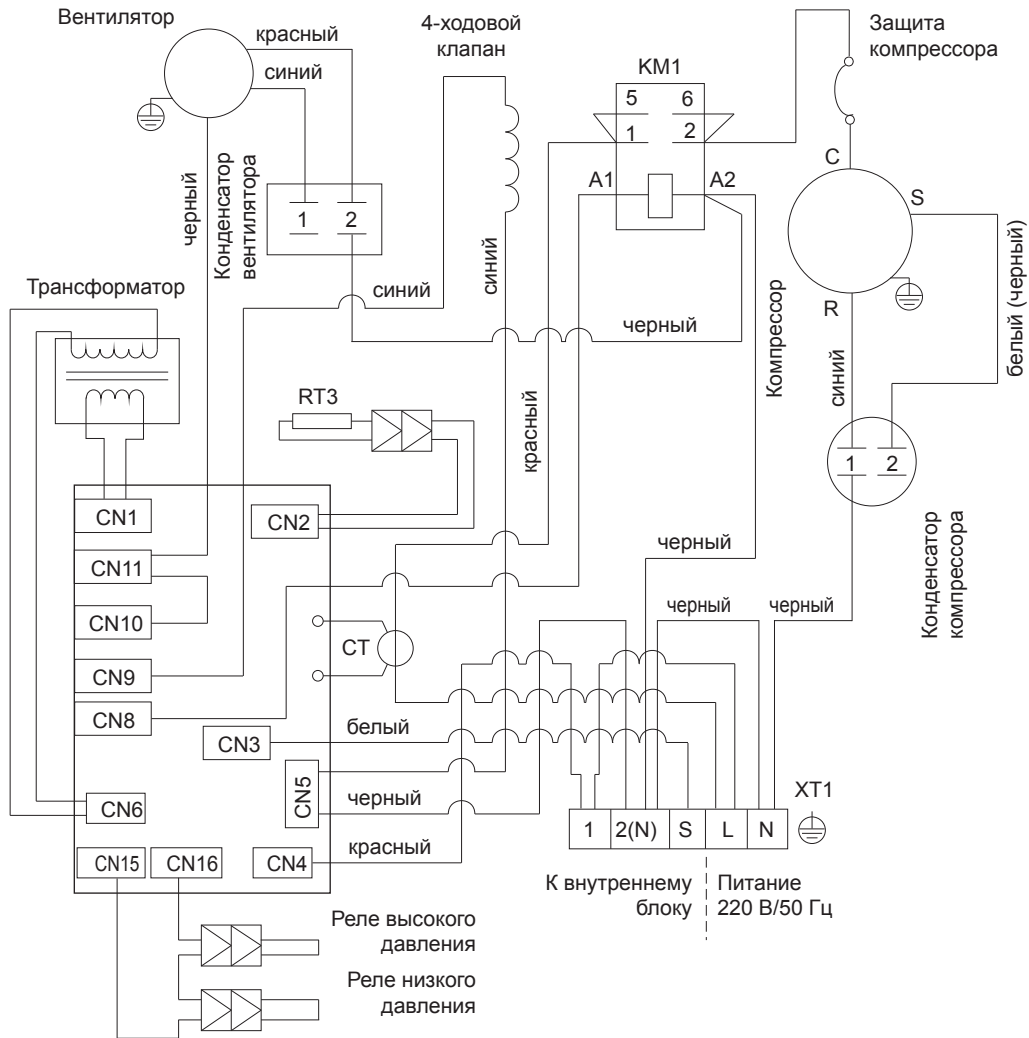 Вентилятор
красный
синий
4-ходовой
клапан
KM1
Защита
компрессора
5
6
1
2
C
S
A1
A2
черный
Конденсатор
вентилятора
1
2
синий
синий
белый (черный)
Трансформатор
R
черный
Компрессор
синий
RT3
красный
1
2
CN1
CN2
Конденсатор
компрессора
CN11
черный
CN10
черный
черный
CT
CN9
CN8
белый
CN3
CN5
CN6
черный
XT1
1
2(N)
S
L
N
CN15
CN16
CN4
красный
К внутреннему
блоку
Питание
220 В/50 Гц
Реле высокого
давления
Реле низкого
давления